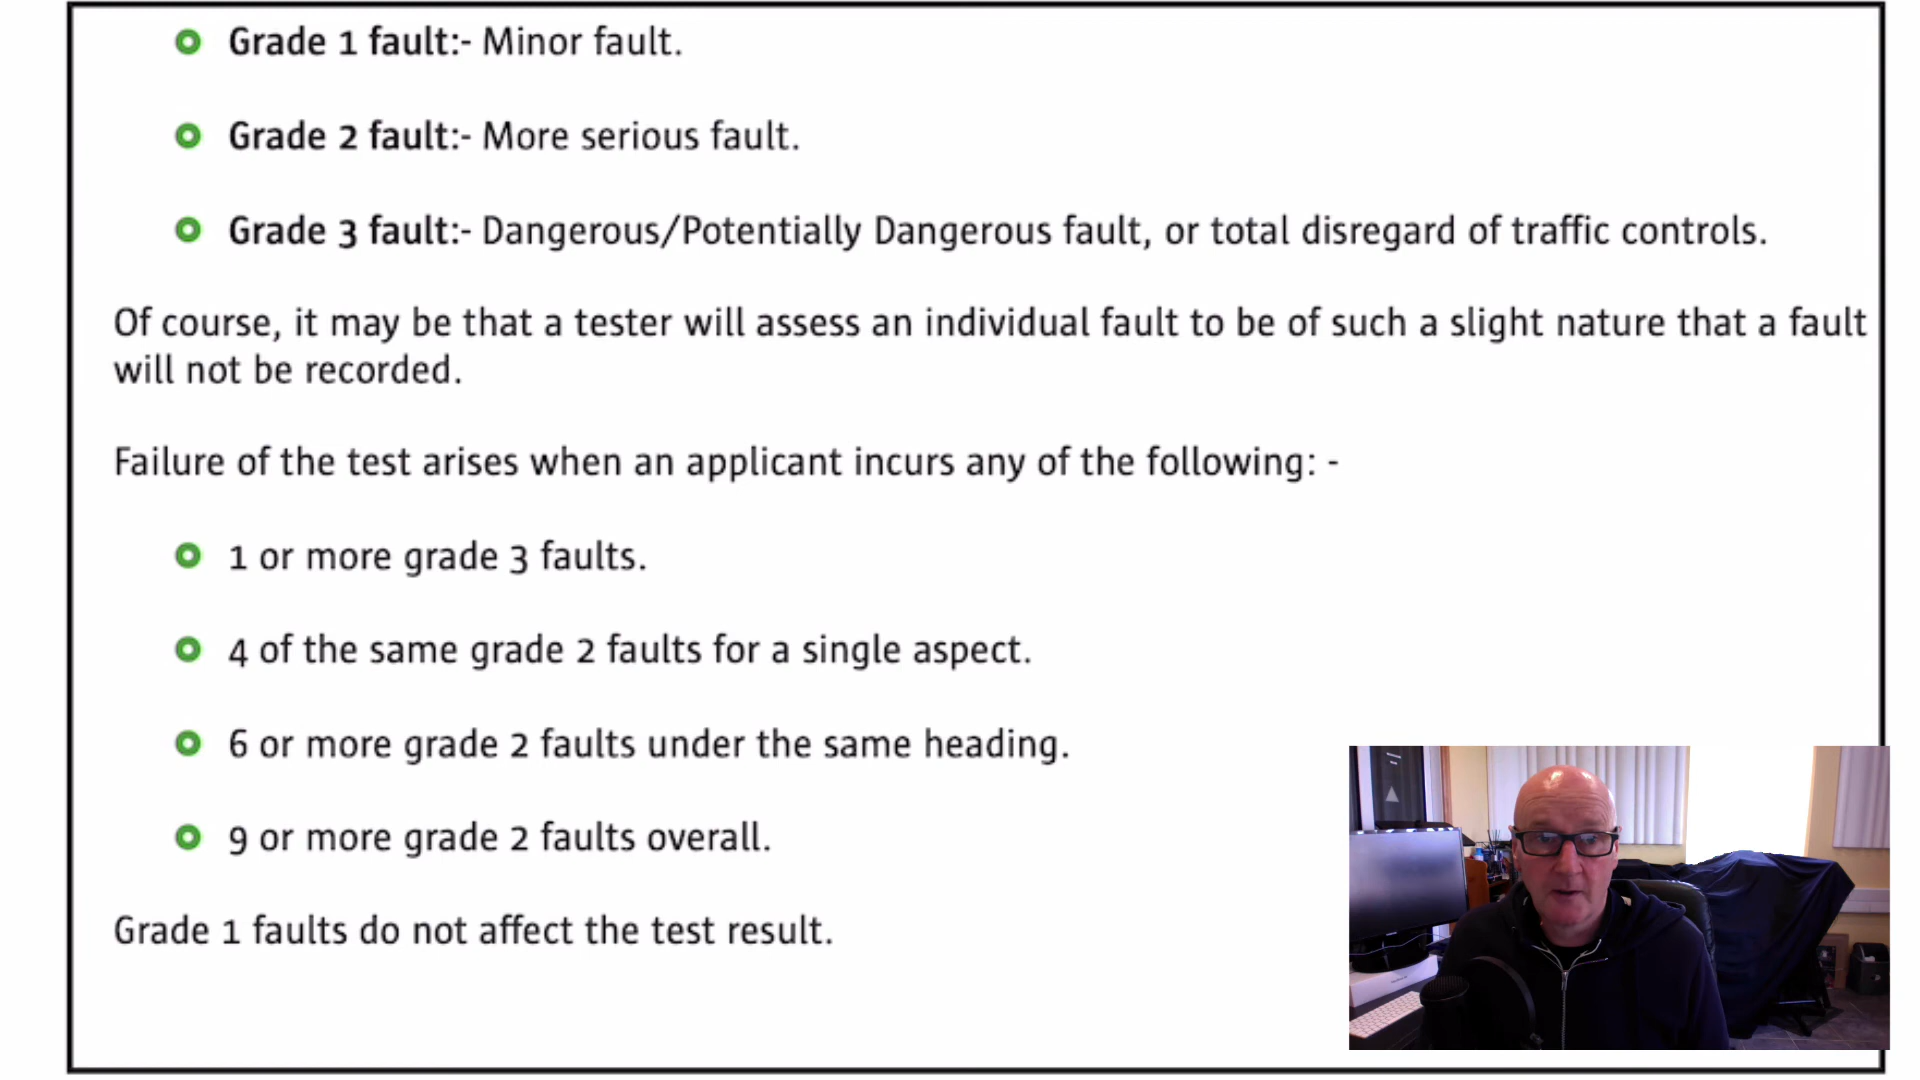 Grade 1 fault:- Minor fault.
Grade 2 fault:- More serious fault.
Grade 3 fault:- Dangerous/Potentially Dangerous fault, or total disregard of traffic controls.
Of course, it may be that a tester will assess an individual fault to be of such a slight nature that a fault
will not be recorded.
Failure of the test arises when an applicant incurs any of the following: -
1 or more grade 3 faults.
4 of the same grade 2 faults for a single aspect.
6 or more grade 2 faults under the same heading.
9 or more grade 2 faults overall.
Grade 1 faults do not affect the test result.